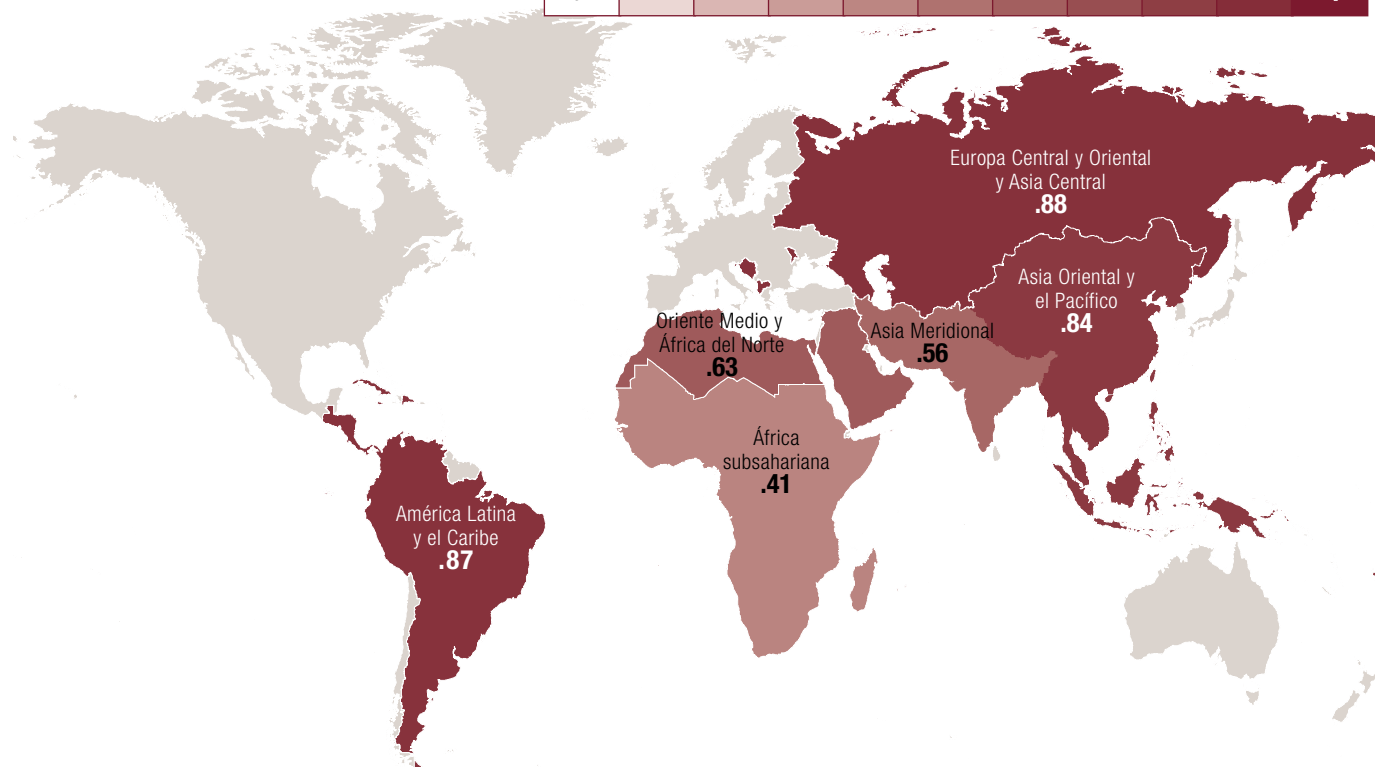 Europa Central y Oriental
y Asia Central
.88
Asia Oriental y
el Pacífico
.84
Oriente Medio y
África del Norte
.63
Asia Meridional
.56
África
subsahariana
.41
América Latina
y el Caribe
.87